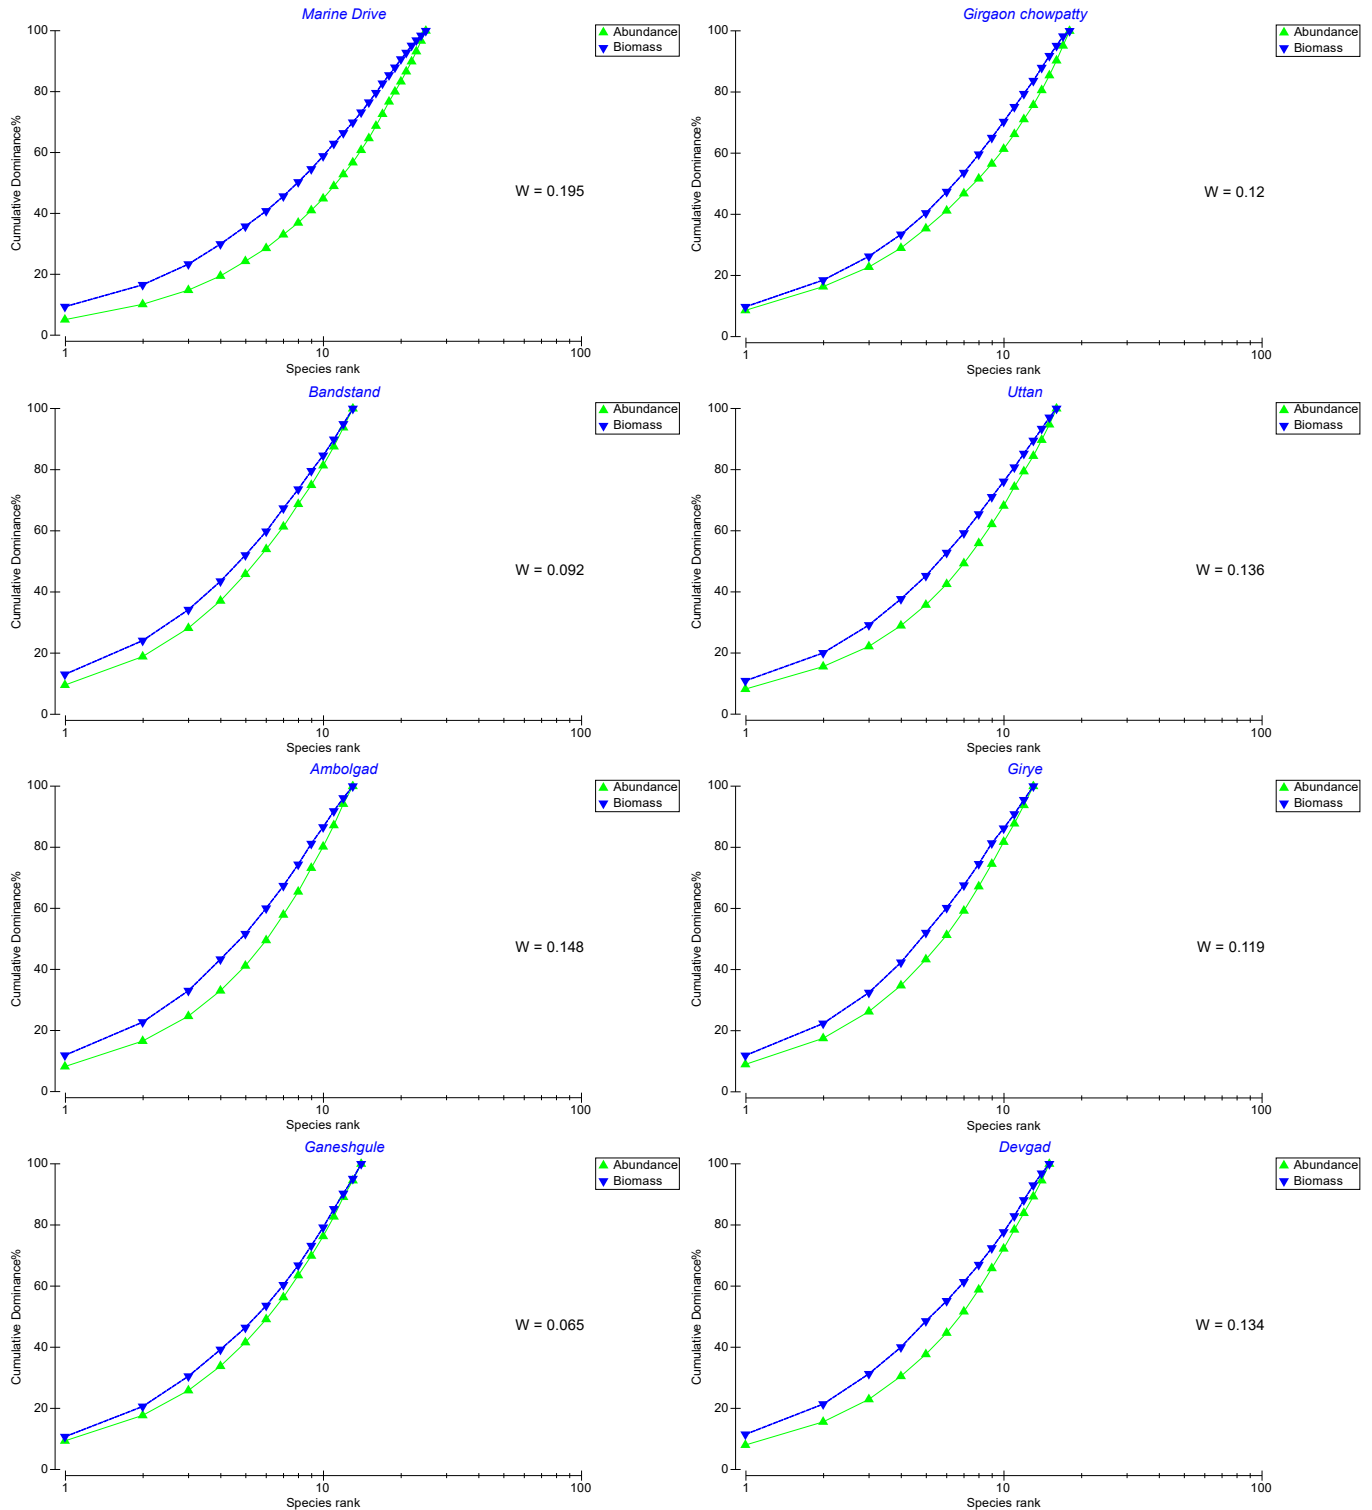 Marine Drive
Abundance
Biomass
100
80
60
40
20
0
Cumulative Dominance%
W = 0.195
1
10
100
Species rank
Girgaon chowpatty
Abundance
Biomass
100
80
60
40
20
0
Cumulative Dominance%
W = 0.12
1
10
100
Species rank
Bandstand
Abundance
Biomass
100
80
60
40
20
0
Cumulative Dominance%
W = 0.092
1
10
100
Species rank
Uttan
Abundance
Biomass
100
80
60
40
20
0
Cumulative Dominance%
W = 0.136
1
10
100
Species rank
Ambolgad
Abundance
Biomass
100
80
60
40
20
0
Cumulative Dominance%
W = 0.148
1
10
100
Species rank
Girye
Abundance
Biomass
100
80
60
40
20
0
Cumulative Dominance%
W = 0.119
1
10
100
Species rank
Ganeshgule
Abundance
Biomass
100
80
60
40
20
0
Cumulative Dominance%
W = 0.065
1
10
100
Species rank
Devgad
Abundance
Biomass
100
80
60
40
20
0
Cumulative Dominance%
W = 0.134
1
10
100
Species rank